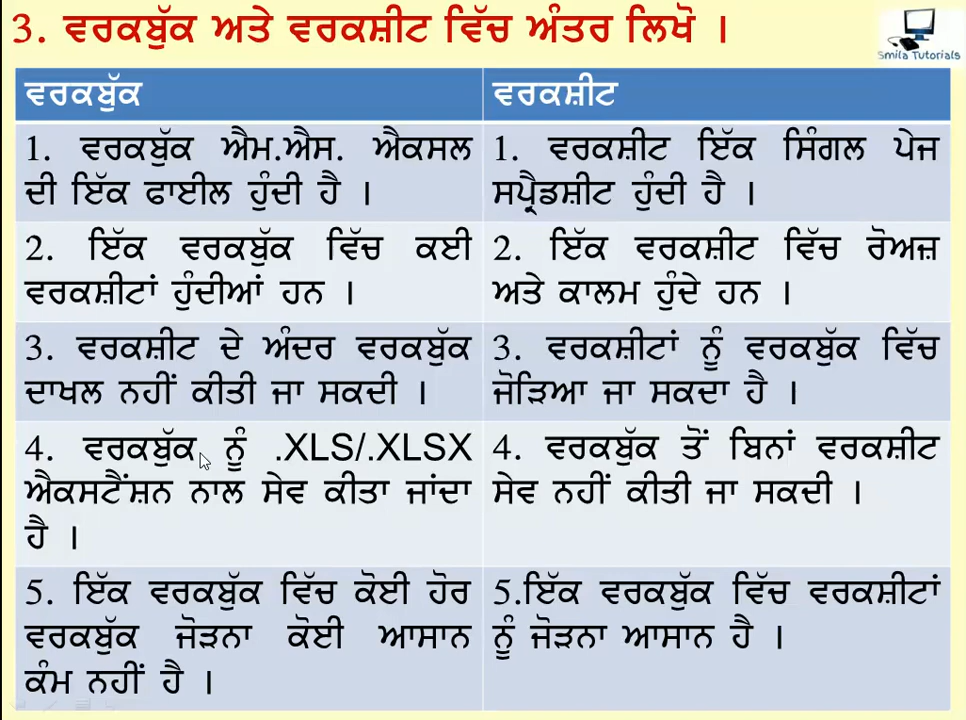 3. ਵਰਕਬੁੱਕ ਅਤੇ ਵਰਕਸ਼ੀਟ ਵਿੱਚ ਅੰਤਰ ਲਿਖੋ ।
Smila Tutorials
ਵਰਕਬੁੱਕ
ਵਰਕਸ਼ੀਟ
1. ਵਰਕਬੁੱਕ ਐਮ.ਐਸ. ਐਕਸਲ
ਦੀ ਇੱਕ ਫਾਈਲ ਹੁੰਦੀ ਹੈ ।
1. ਵਰਕਸ਼ੀਟ ਇੱਕ ਸਿੰਗਲ ਪੇਜ
ਸਪ੍ਰੈਡਸ਼ੀਟ ਹੁੰਦੀ ਹੈ ।
2. ਇੱਕ ਵਰਕਬੁੱਕ ਵਿੱਚ ਕਈ
ਵਰਕਸ਼ੀਟਾਂ ਹੁੰਦੀਆਂ ਹਨ ।
2. ਇੱਕ ਵਰਕਸ਼ੀਟ ਵਿੱਚ ਰੋਅਜ਼
ਅਤੇ ਕਾਲਮ ਹੁੰਦੇ ਹਨ ।
3. ਵਰਕਸ਼ੀਟ ਦੇ ਅੰਦਰ ਵਰਕਬੁੱਕ
ਦਾਖਲ ਨਹੀਂ ਕੀਤੀ ਜਾ ਸਕਦੀ ।
3. ਵਰਕਸ਼ੀਟਾਂ ਨੂੰ ਵਰਕਬੁੱਕ ਵਿੱਚ
ਜੋੜਿਆ ਜਾ ਸਕਦਾ ਹੈ ।
4. ਵਰਕਬੁੱਕ ਨੂੰ .XLS/.XLSX
ਐਕਸਟੈਂਸ਼ਨ ਨਾਲ ਸੇਵ ਕੀਤਾ ਜਾਂਦਾ
ਹੈ ।
4. ਵਰਕਬੁੱਕ ਤੋਂ ਬਿਨਾਂ ਵਰਕਸ਼ੀਟ
ਸੇਵ ਨਹੀਂ ਕੀਤੀ ਜਾ ਸਕਦੀ ।
5. ਇੱਕ ਵਰਕਬੁੱਕ ਵਿੱਚ ਕੋਈ ਹੋਰ
ਵਰਕਬੁੱਕ ਜੋੜਨਾ ਕੋਈ ਆਸਾਨ
ਕੰਮ ਨਹੀਂ ਹੈ ।
5.ਇੱਕ ਵਰਕਬੁੱਕ ਵਿੱਚ ਵਰਕਸ਼ੀਟਾਂ
ਨੂੰ ਜੋੜਨਾ ਆਸਾਨ ਹੈ ।